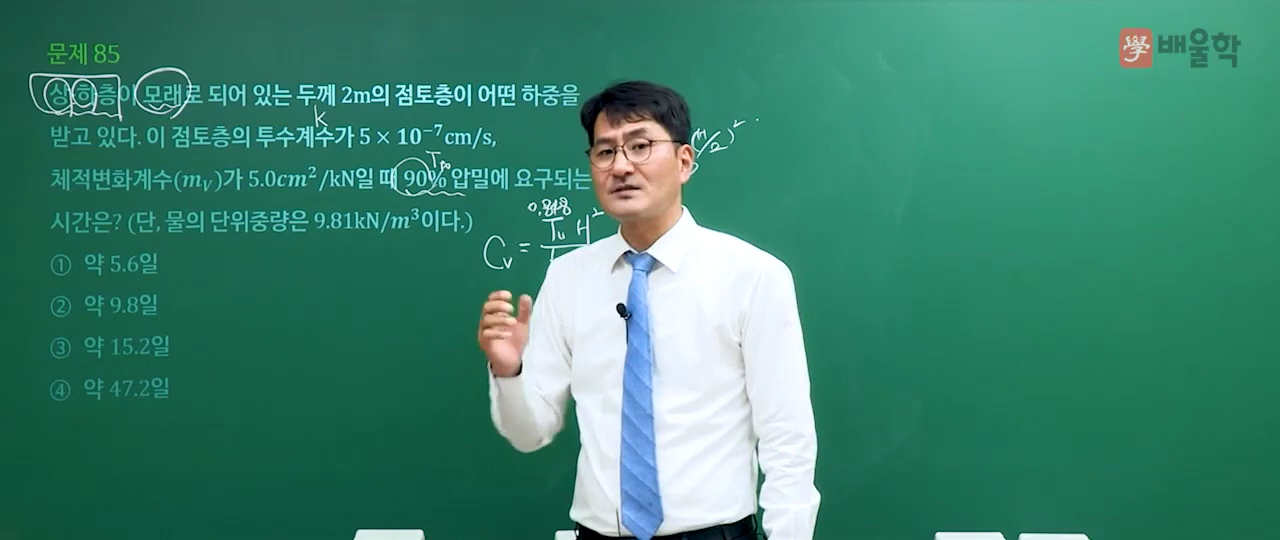 學배울학
문제 85
상·하층이 모래로 되어 있는 두께 2m의 점토층이 어떤 하중을
받고 있다. 이 점토층의 투수계수가 5 × 10⁻⁷cm/s,
K
체적변화계수(m_V)가 5.0cm²/kN일 때 90% 압밀에 요구되는
시간은? (단, 물의 단위중량은 9.81kN/m³이다.)
0.848
C_v = T_v H²
① 약 5.6일
② 약 9.8일
③ 약 15.2일
④ 약 47.2일